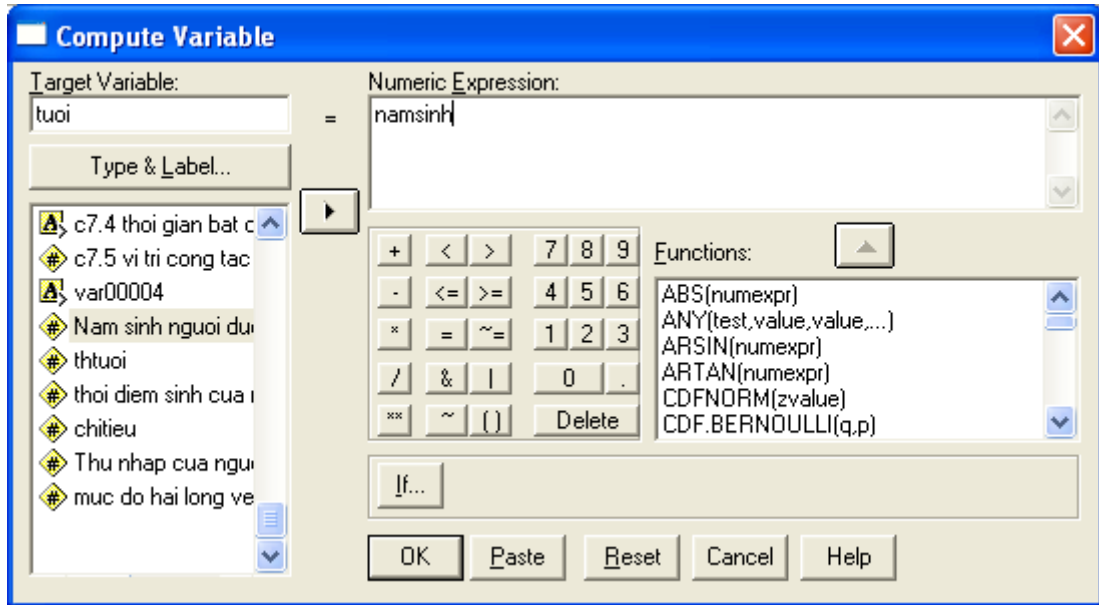 Compute Variable
Target Variable:
tuoi
=
Numeric Expression:
namsinh
Type & Label...
c7.4 thoi gian bat c
c7.5 vi tri cong tac
var00004
Nam sinh nguoi du
thtuoi
thoi diem sinh cua
chitieu
Thu nhap cua ngu
muc do hai long ve
+ < > 7 8 9
- <= >= 4 5 6
* = ~= 1 2 3
/ & | 0 .
** ~ () Delete
Functions:
ABS(numexpr)
ANY(test,value,value,...)
ARSIN(numexpr)
ARTAN(numexpr)
CDFNORM(zvalue)
CDF.BERNOULLI(q,p)
If...
OK Paste Reset Cancel Help